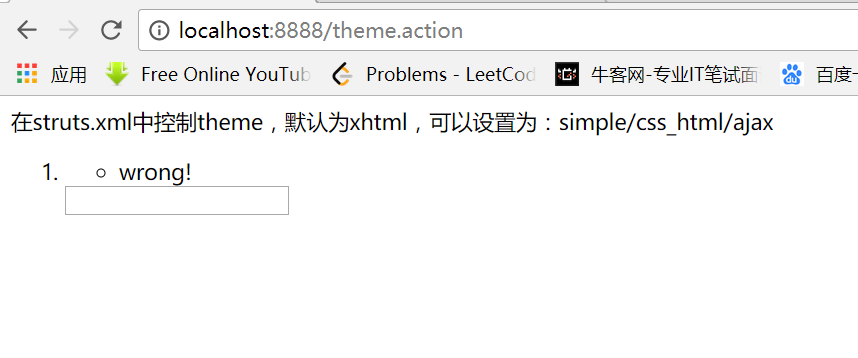 localhost:8888/theme.action
应用 Free Online YouTub Problems - LeetCod 牛客网-专业IT笔试面 百度一
在struts.xml中控制theme，默认为xhtml，可以设置为：simple/css_html/ajax
1. ○ wrong!